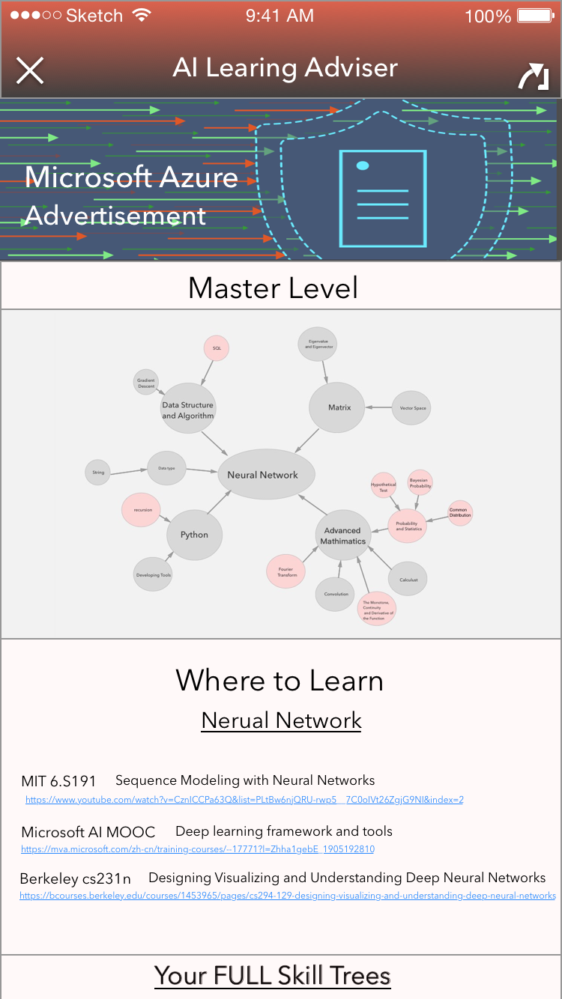 Sketch 9:41 AM 100%
AI Learing Adviser
Microsoft Azure
Advertisement
Master Level
SQL
Eigenvalue
and Eigenvector
Gradient
Descent
Data Structure
and Algorithm
Matrix
Vector Space
String
Data type
Neural Network
Hypothetical
Test
Bayesian
Probability
recursion
Common
Distribution
Probability
and Statistics
Python
Advanced
Mathimatics
Fourier
Transform
Developing Tools
Calculust
Convolution
The Monotone,
Continuity
and Derivative of
the Function
Where to Learn
Nerual Network
MIT 6.S191 Sequence Modeling with Neural Networks
https://www.youtube.com/watch?v=CznICCPa63Q&list=PLtBw6njQRU-rwp5__7C0oIVt26ZgjG9NI&index=2
Microsoft AI MOOC Deep learning framework and tools
https://mva.microsoft.com/zh-cn/training-courses/--17771?l=Zhha1gebE_1905192810
Berkeley cs231n Designing Visualizing and Understanding Deep Neural Networks
https://bcourses.berkeley.edu/courses/1453965/pages/cs294-129-designing-visualizing-and-understanding-deep-neural-networks
Your FULL Skill Trees